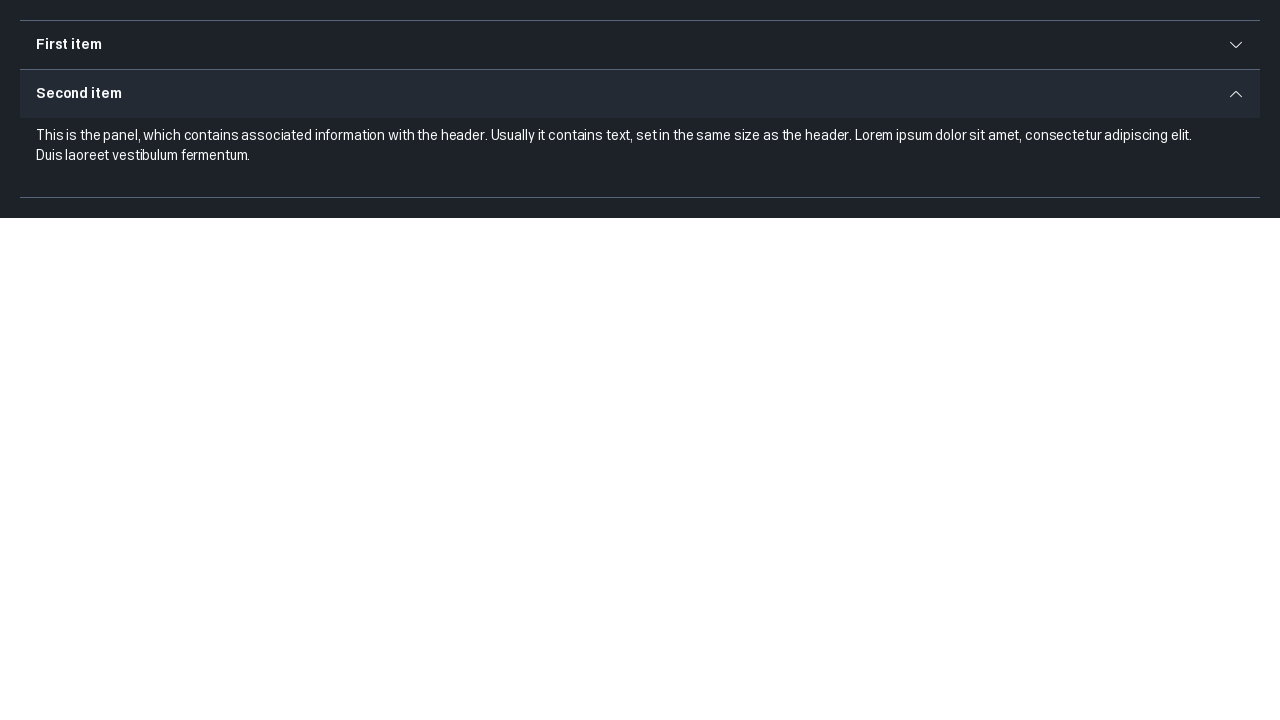 First item
Second item
This is the panel, which contains associated information with the header. Usually it contains text, set in the same size as the header. Lorem ipsum dolor sit amet, consectetur adipiscing elit.
Duis laoreet vestibulum fermentum.